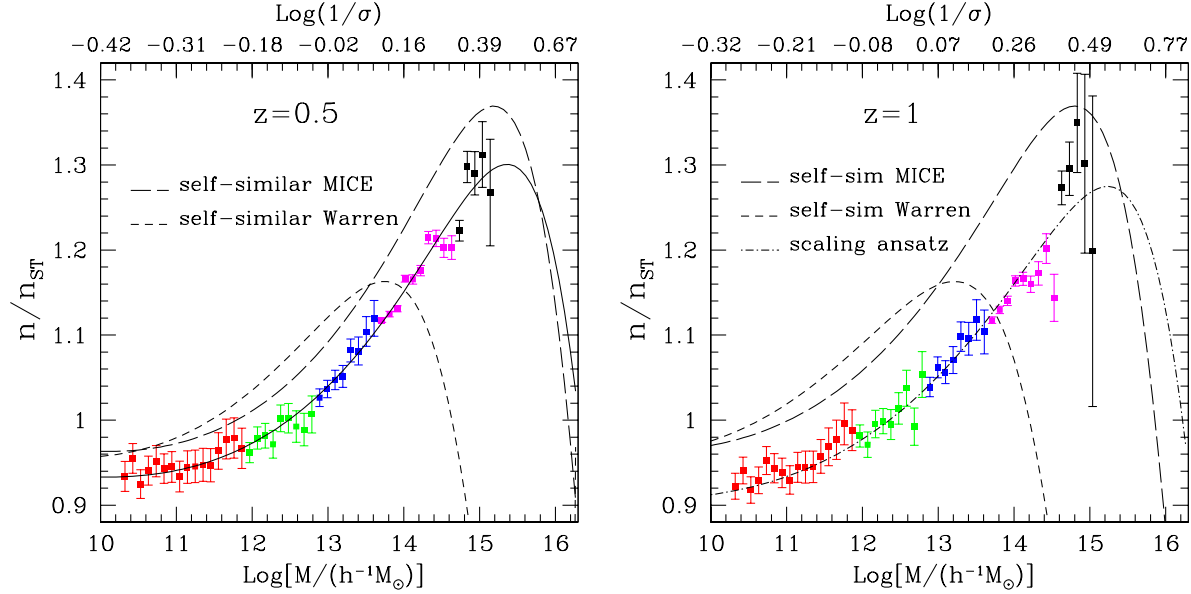 Log(1/σ)
−0.42 −0.31 −0.18 −0.02 0.16 0.39 0.67
z=0.5
self-similar MICE
self-similar Warren
n/n_ST
1.4
1.3
1.2
1.1
1
0.9
10 11 12 13 14 15 16
Log[M/(h⁻¹M⊙)]
Log(1/σ)
−0.32 −0.21 −0.08 0.07 0.26 0.49 0.77
z=1
self-sim MICE
self-sim Warren
scaling ansatz
n/n_ST
1.4
1.3
1.2
1.1
1
0.9
10 11 12 13 14 15 16
Log[M/(h⁻¹M⊙)]